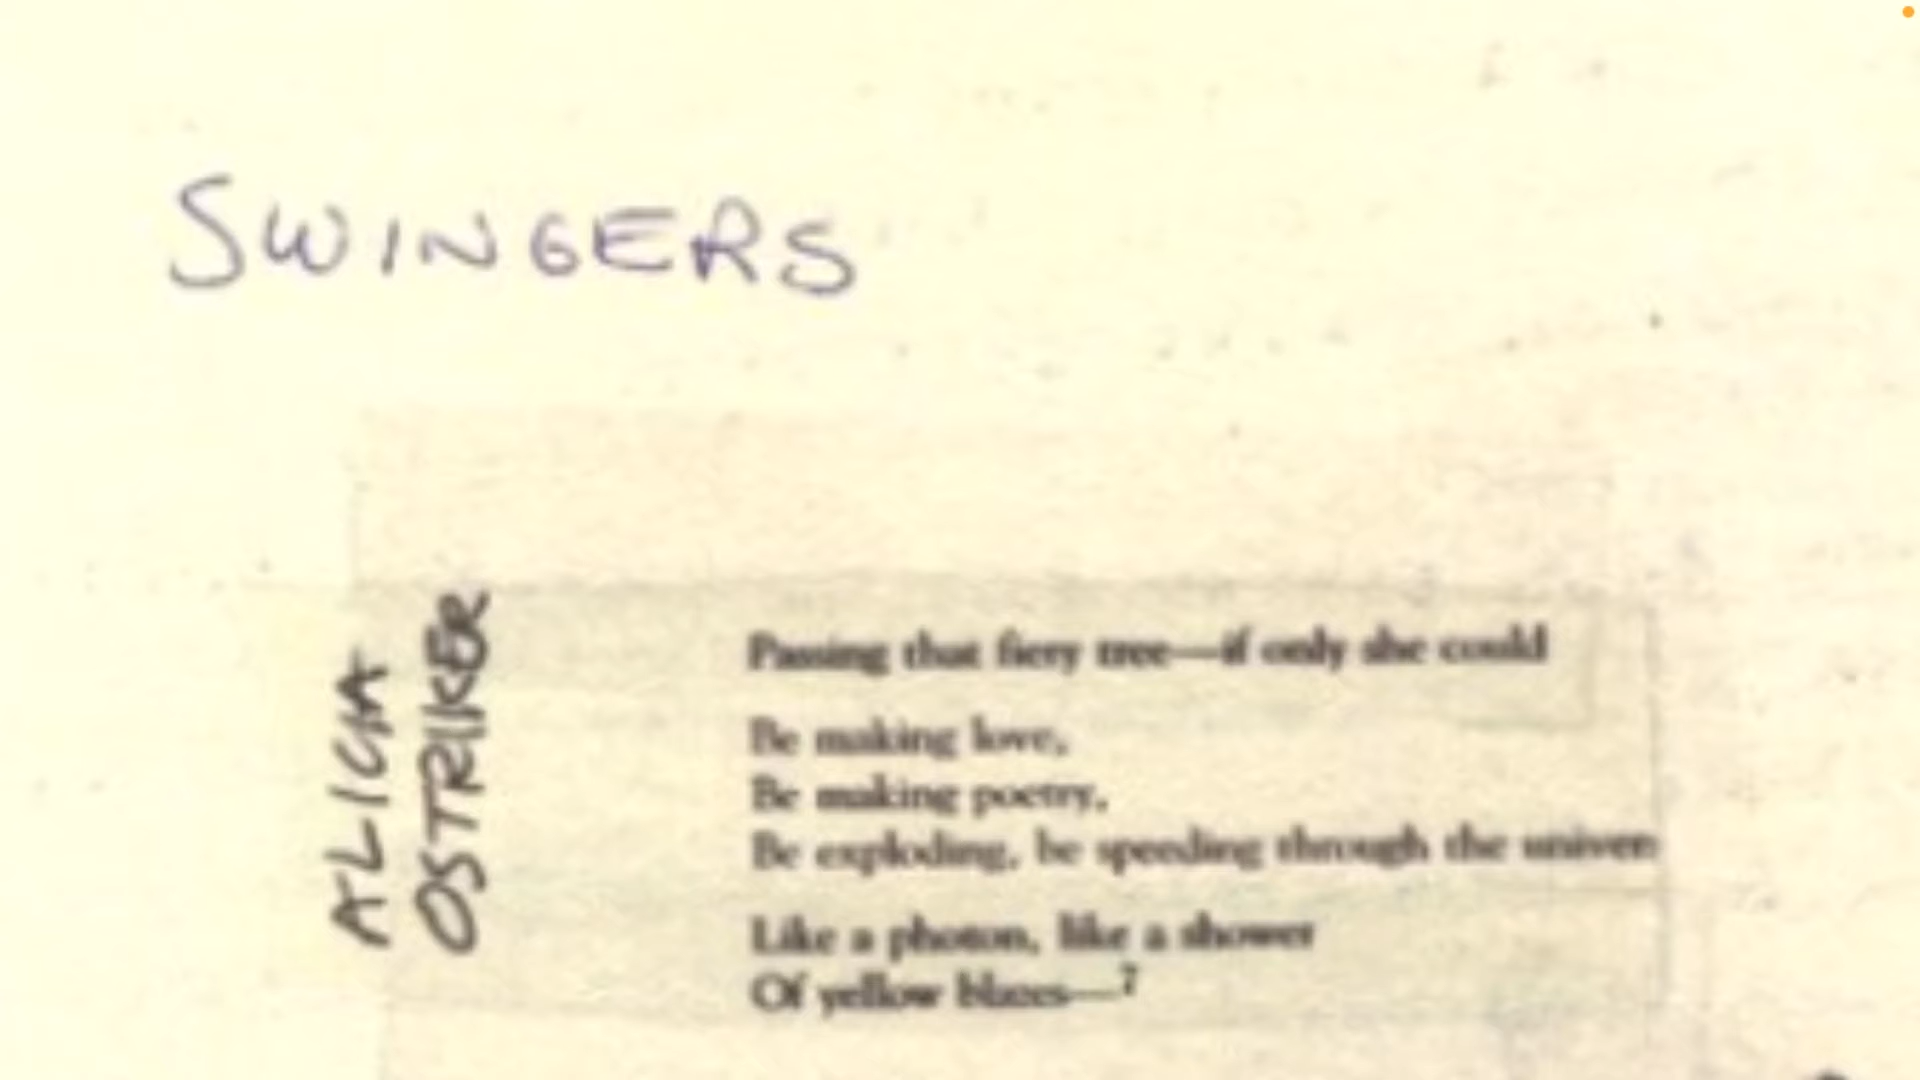 SWINGERS
ALICIA
OSTRIKER
Passing that fiery tree—if only she could
Be making love,
Be making poetry,
Be exploding, be speeding through the univers
Like a photon, like a shower
Of yellow blazes—7